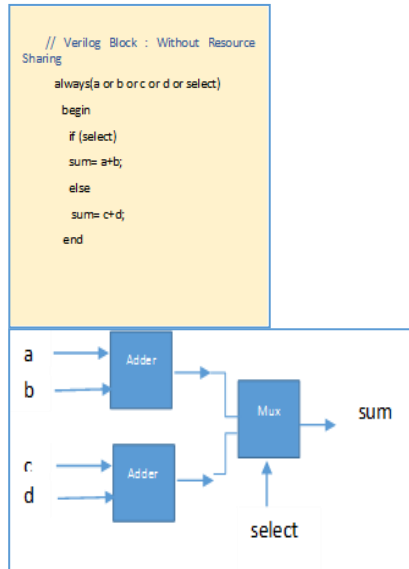 // Verilog Block : Without Resource
Sharing
always(a or b or c or d or select)
begin
if (select)
sum= a+b;
else
sum= c+d;
end
a
Adder
b
Mux
sum
c
Adder
d
select